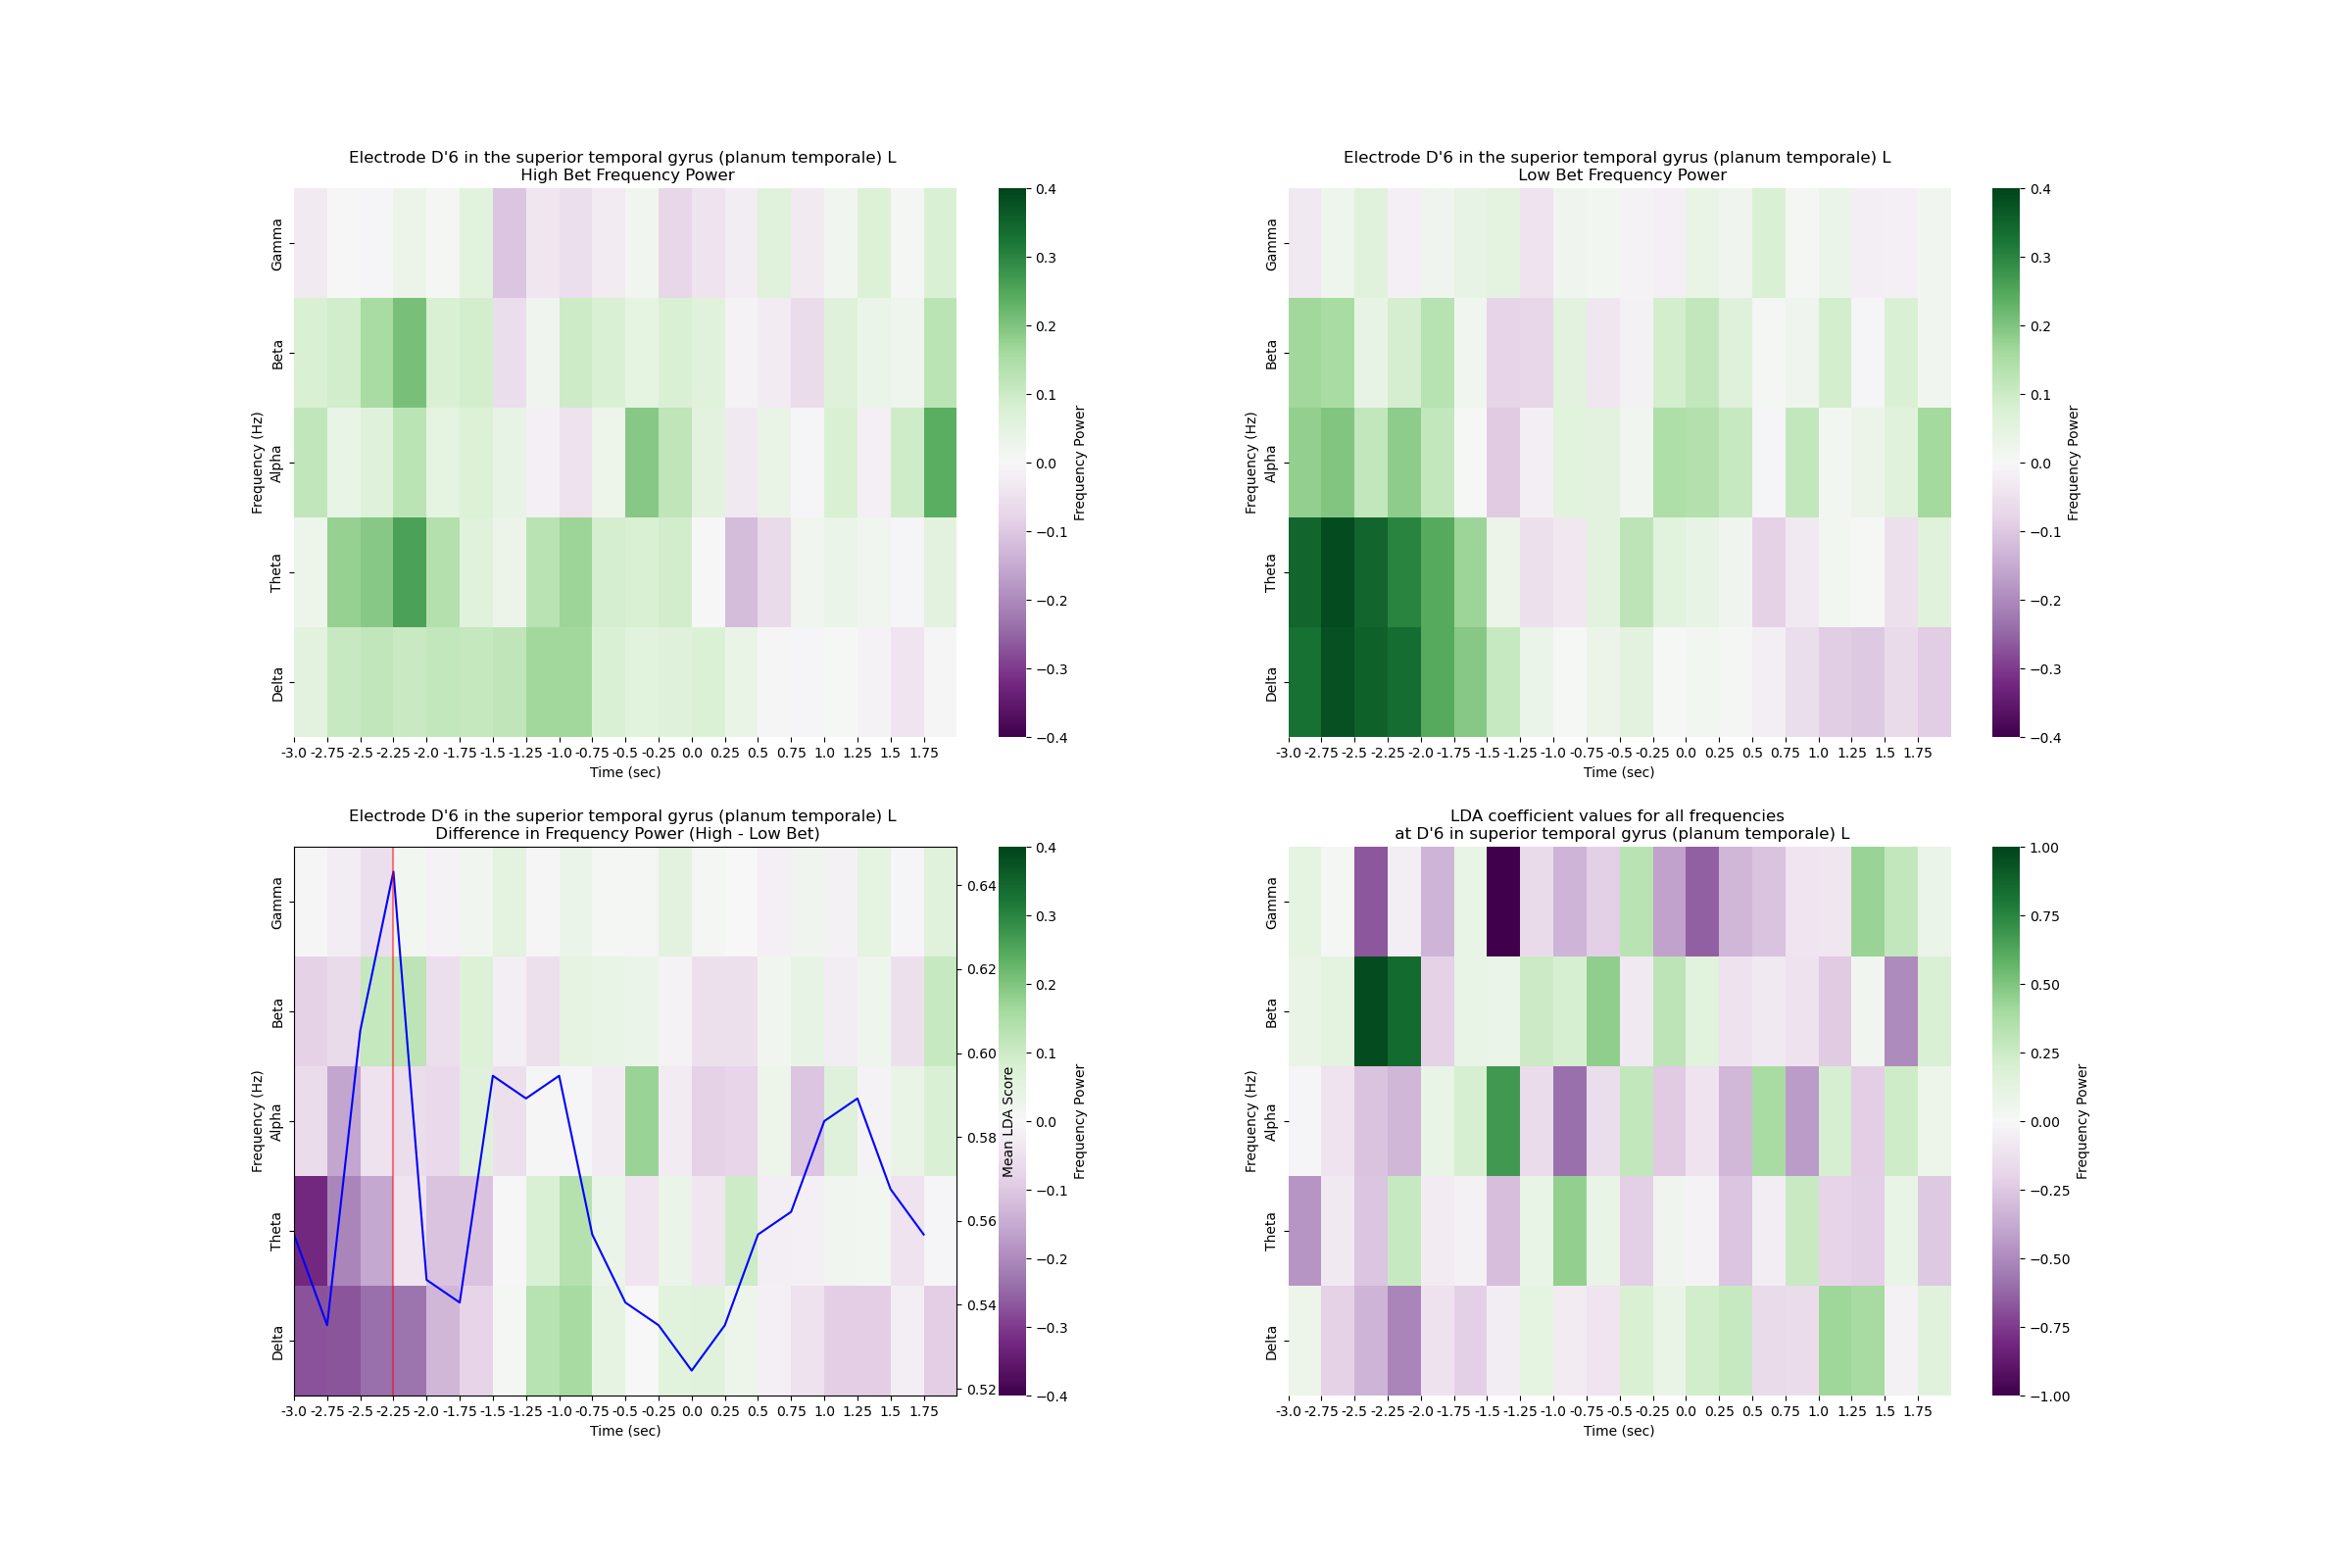 Electrode D'6 in the superior temporal gyrus (planum temporale) L
High Bet Frequency Power
Frequency (Hz)
Gamma
Beta
Alpha
Theta
Delta
-3.0 -2.75 -2.5 -2.25 -2.0 -1.75 -1.5 -1.25 -1.0 -0.75 -0.5 -0.25 0.0 0.25 0.5 0.75 1.0 1.25 1.5 1.75
Time (sec)
0.4
0.3
0.2
0.1
0.0
−0.1
−0.2
−0.3
−0.4
Frequency Power
Electrode D'6 in the superior temporal gyrus (planum temporale) L
Low Bet Frequency Power
Frequency (Hz)
Gamma
Beta
Alpha
Theta
Delta
-3.0 -2.75 -2.5 -2.25 -2.0 -1.75 -1.5 -1.25 -1.0 -0.75 -0.5 -0.25 0.0 0.25 0.5 0.75 1.0 1.25 1.5 1.75
Time (sec)
0.4
0.3
0.2
0.1
0.0
−0.1
−0.2
−0.3
−0.4
Frequency Power
Electrode D'6 in the superior temporal gyrus (planum temporale) L
Difference in Frequency Power (High - Low Bet)
Frequency (Hz)
Gamma
Beta
Alpha
Theta
Delta
-3.0 -2.75 -2.5 -2.25 -2.0 -1.75 -1.5 -1.25 -1.0 -0.75 -0.5 -0.25 0.0 0.25 0.5 0.75 1.0 1.25 1.5 1.75
Time (sec)
0.64
0.62
0.60
0.58
0.56
0.54
0.52
Mean LDA Score
0.4
0.3
0.2
0.1
0.0
−0.1
−0.2
−0.3
−0.4
Frequency Power
LDA coefficient values for all frequencies
at D'6 in superior temporal gyrus (planum temporale) L
Frequency (Hz)
Gamma
Beta
Alpha
Theta
Delta
-3.0 -2.75 -2.5 -2.25 -2.0 -1.75 -1.5 -1.25 -1.0 -0.75 -0.5 -0.25 0.0 0.25 0.5 0.75 1.0 1.25 1.5 1.75
Time (sec)
1.00
0.75
0.50
0.25
0.00
−0.25
−0.50
−0.75
−1.00
Frequency Power